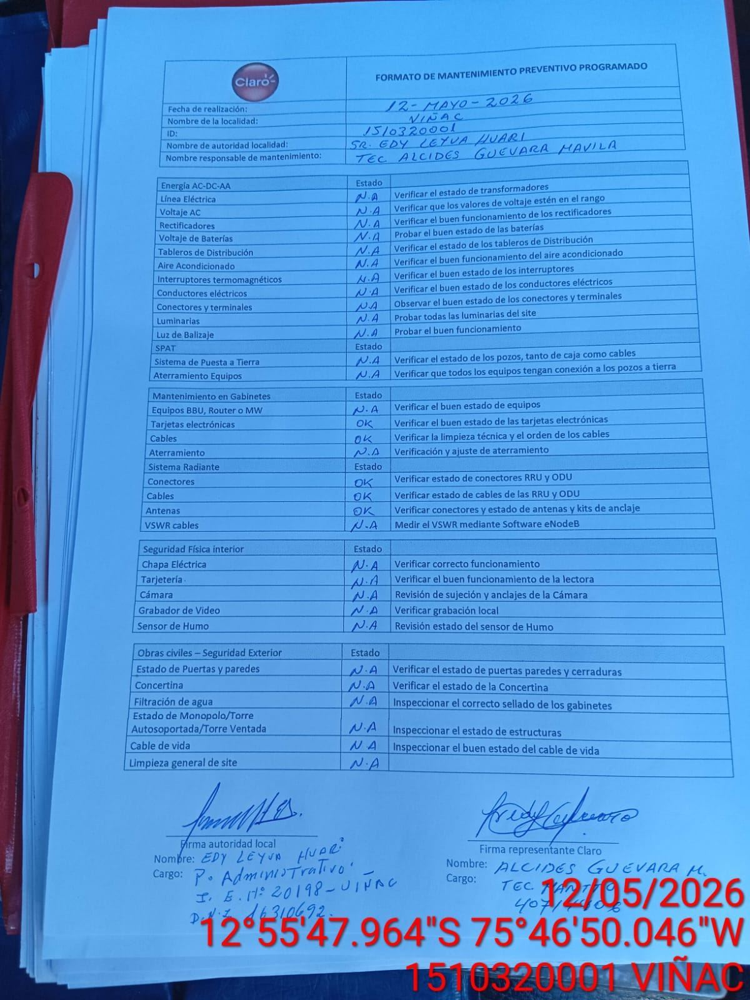 Claro
FORMATO DE MANTENIMIENTO PREVENTIVO PROGRAMADO
Fecha de realización: 12-MAYO-2026
Nombre de la localidad: VIÑAC
ID: 1510320001
Nombre de autoridad localidad: SR. EDY LEYVA HUARI
Nombre responsable de mantenimiento: TEC ALCIDES GUEVARA MAVILA
Energía AC-DC-AA Estado
Línea Eléctrica N.A Verificar el estado de transformadores
Voltaje AC N.A Verificar que los valores de voltaje estén en el rango
Rectificadores N.A Verificar el buen funcionamiento de los rectificadores
Voltaje de Baterías N.A Probar el buen estado de las baterías
Tableros de Distribución N.A Verificar el estado de los tableros de Distribución
Aire Acondicionado N.A Verificar el buen funcionamiento del aire acondicionado
Interruptores termomagnéticos N.A Verificar el buen estado de los interruptores
Conductores eléctricos N.A Verificar el buen estado de los conductores eléctricos
Conectores y terminales N.A Observar el buen estado de los conectores y terminales
Luminarias N.A Probar todas las luminarias del site
Luz de Balizaje N.A Probar el buen funcionamiento
SPAT Estado
Sistema de Puesta a Tierra N.A Verificar el estado de los pozos, tanto de caja como cables
Aterramiento Equipos N.A Verificar que todos los equipos tengan conexión a los pozos a tierra
Mantenimiento en Gabinetes Estado
Equipos BBU, Router o MW N.A Verificar el buen estado de equipos
Tarjetas electrónicas OK Verificar el buen estado de las tarjetas electrónicas
Cables OK Verificar la limpieza técnica y el orden de los cables
Aterramiento N.A Verificación y ajuste de aterramiento
Sistema Radiante Estado
Conectores OK Verificar estado de conectores RRU y ODU
Cables OK Verificar estado de cables de las RRU y ODU
Antenas OK Verificar conectores y estado de antenas y kits de anclaje
VSWR cables N-A Medir el VSWR mediante Software eNodeB
Seguridad Física interior Estado
Chapa Eléctrica N.A Verificar correcto funcionamiento
Tarjetería N.A Verificar el buen funcionamiento de la lectora
Cámara N.A Revisión de sujeción y anclajes de la Cámara
Grabador de Video N.A Verificar grabación local
Sensor de Humo N.A Revisión estado del sensor de Humo
Obras civiles – Seguridad Exterior Estado
Estado de Puertas y paredes N.A Verificar el estado de puertas paredes y cerraduras
Concertina N.A Verificar el estado de la Concertina
Filtración de agua N.A Inspeccionar el correcto sellado de los gabinetes
Estado de Monopolo/Torre
Autosoportada/Torre Ventada N.A Inspeccionar el estado de estructuras
Cable de vida N A Inspeccionar el buen estado del cable de vida
Limpieza general de site N.A
Firma autoridad local
Nombre: EDY LEYVA HUARI
Cargo: P. Administrativo
I. E. Nº 20198-VIÑAC
D.N.I 16310692.
Firma representante Claro
Nombre: ALCIDES GUEVARA M.
Cargo: TEC. MANTTO
12/05/2026
12°55'47.964"S 75°46'50.046"W
1510320001 VIÑAC